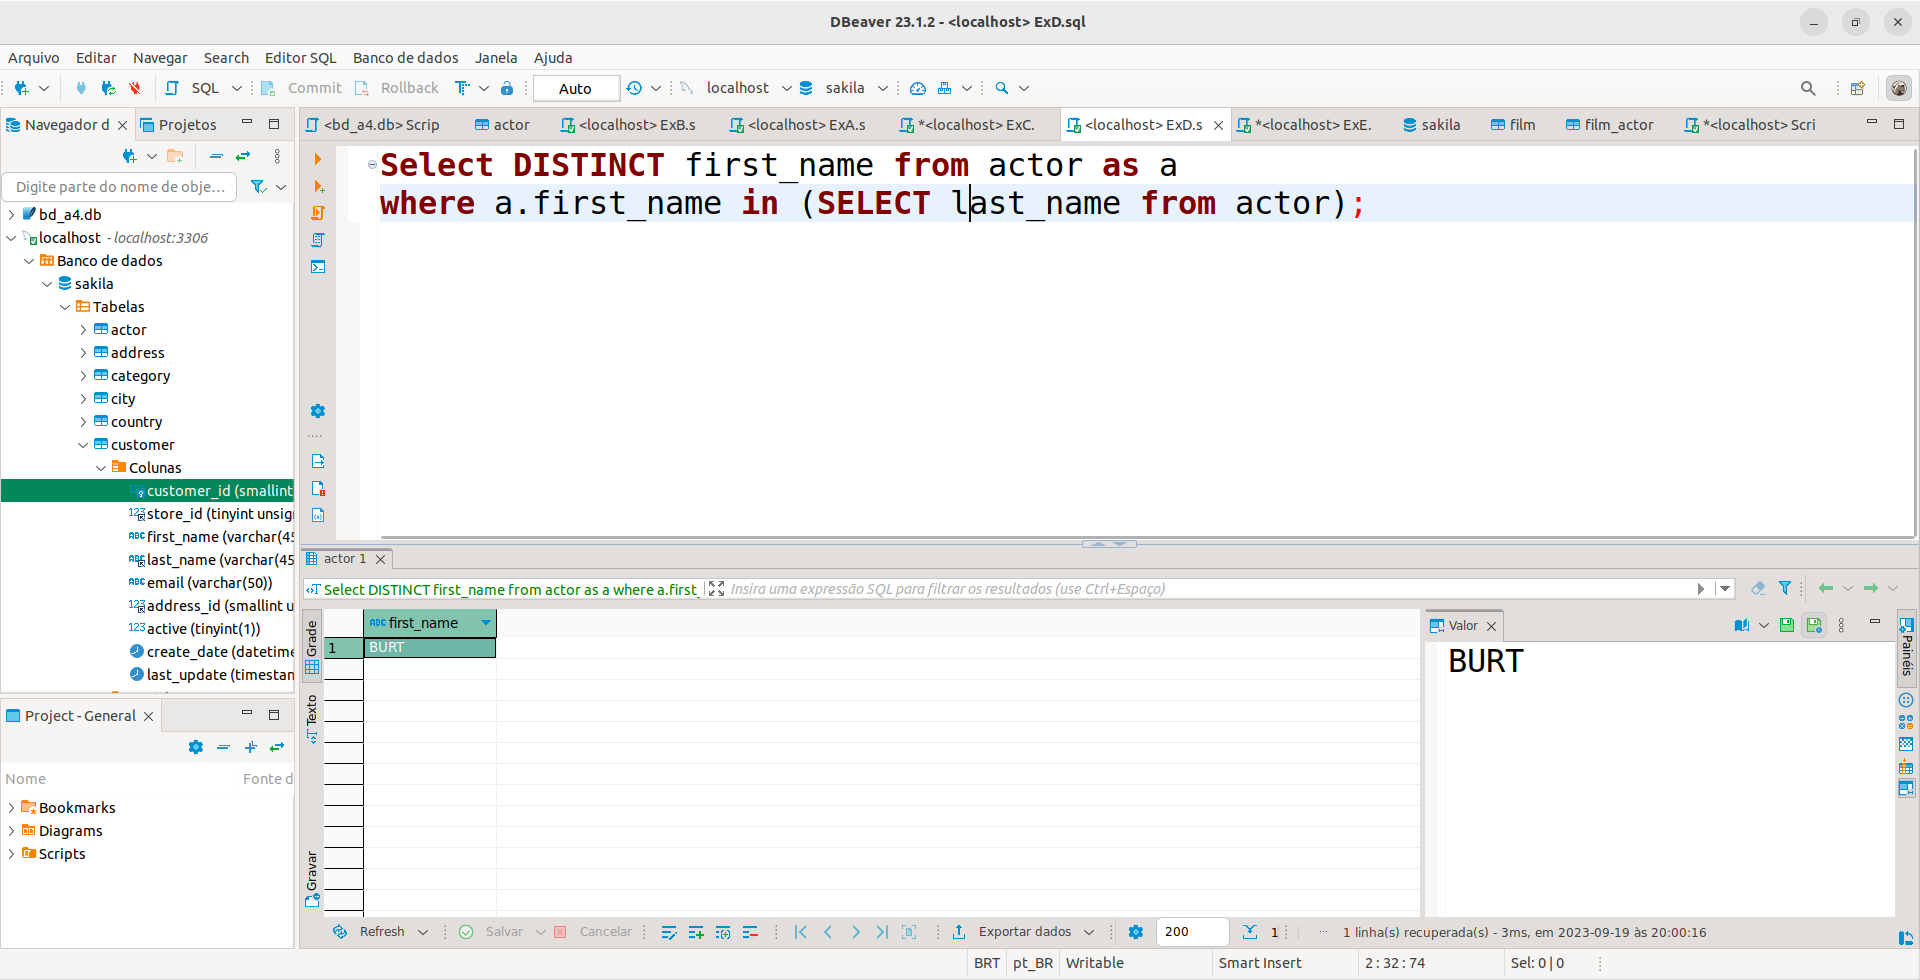 DBeaver 23.1.2 - <localhost> ExD.sql
Arquivo Editar Navegar Search Editor SQL Banco de dados Janela Ajuda
SQL Commit Rollback Auto localhost sakila
Navegador d Projetos
<bd_a4.db> Scrip actor <localhost> ExB.s <localhost> ExA.s *<localhost> ExC. <localhost> ExD.s *<localhost> ExE. sakila film film_actor *<localhost> Scri
Digite parte do nome de obje...
bd_a4.db
localhost - localhost:3306
Banco de dados
sakila
Tabelas
actor
address
category
city
country
customer
Colunas
customer_id (smallint
store_id (tinyint unsig
first_name (varchar(45
last_name (varchar(45
email (varchar(50))
address_id (smallint u
active (tinyint(1))
create_date (datetime
last_update (timestan
Project - General
Nome Fonte d
Bookmarks
Diagrams
Scripts
Select DISTINCT first_name from actor as a
where a.first_name in (SELECT last_name from actor);
actor 1
Select DISTINCT first_name from actor as a where a.first_
Insira uma expressão SQL para filtrar os resultados (use Ctrl+Espaço)
Grade
Texto
Gravar
ABC first_name
1 BURT
Valor
BURT
Painéis
Refresh Salvar Cancelar Exportar dados 200 1 ... 1 linha(s) recuperada(s) - 3ms, em 2023-09-19 às 20:00:16
BRT pt_BR Writable Smart Insert 2 : 32 : 74 Sel: 0 | 0